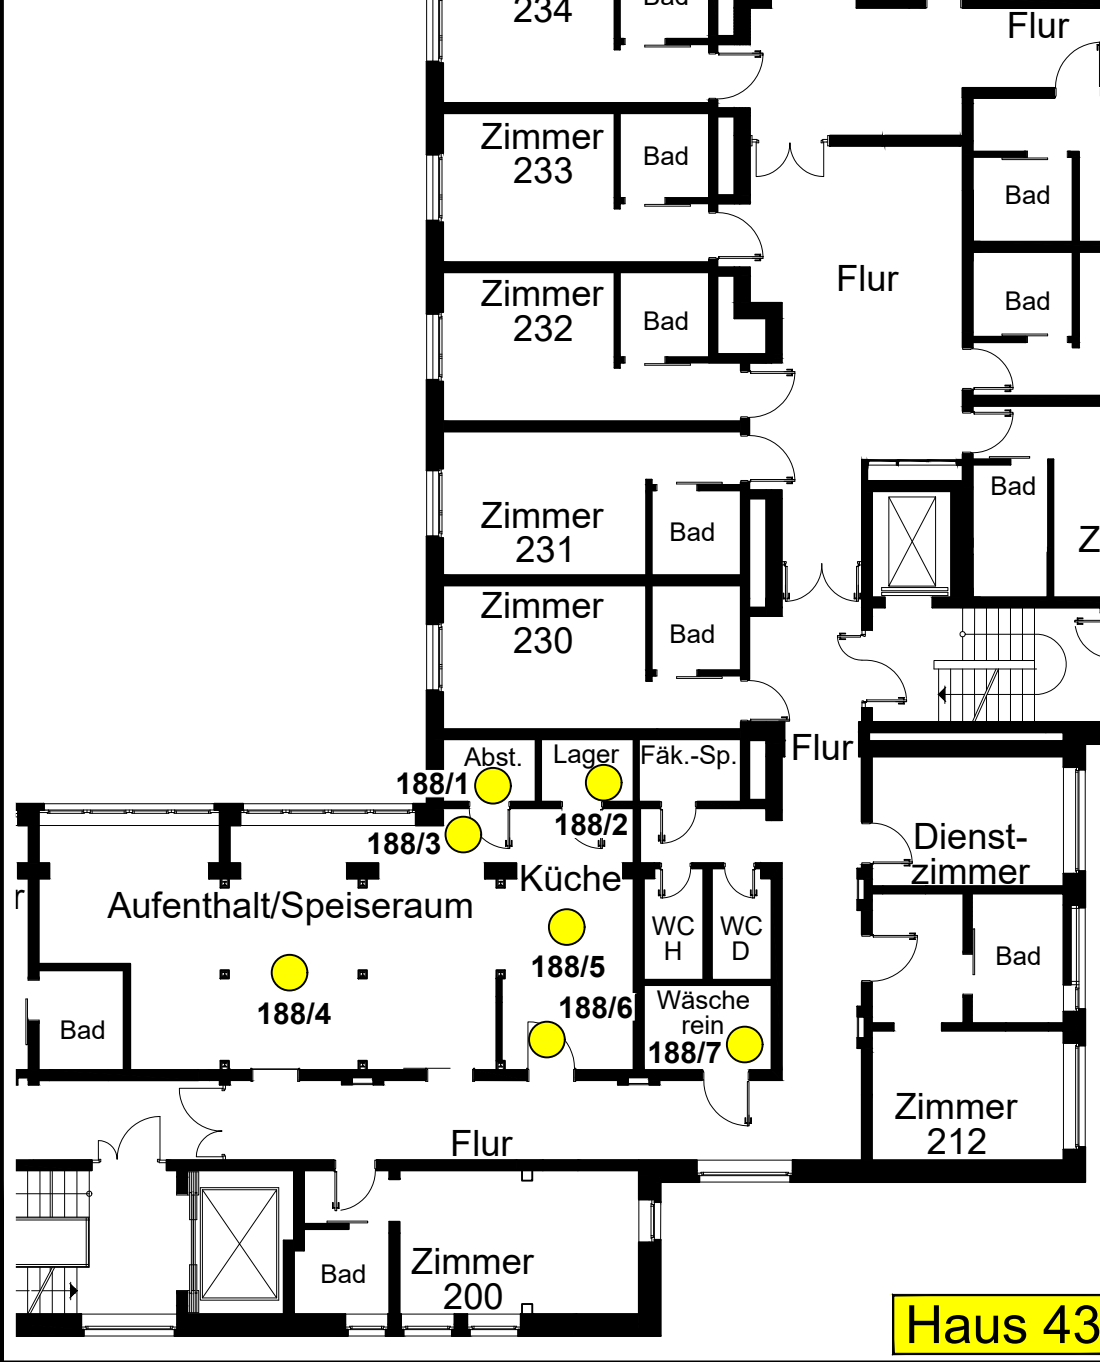 234
Bad
Flur
Zimmer
233
Bad
Bad
Zimmer
232
Bad
Flur
Bad
Zimmer
231
Bad
Bad
Z
Zimmer
230
Bad
Abst.
Lager
Fäk.-Sp.
Flur
188/1
188/2
188/3
Küche
Dienst-
zimmer
r
Aufenthalt/Speiseraum
WC
H
WC
D
188/5
Bad
188/4
188/6
Wäsche
rein
188/7
Bad
Zimmer
212
Flur
Zimmer
200
Bad
Haus 43